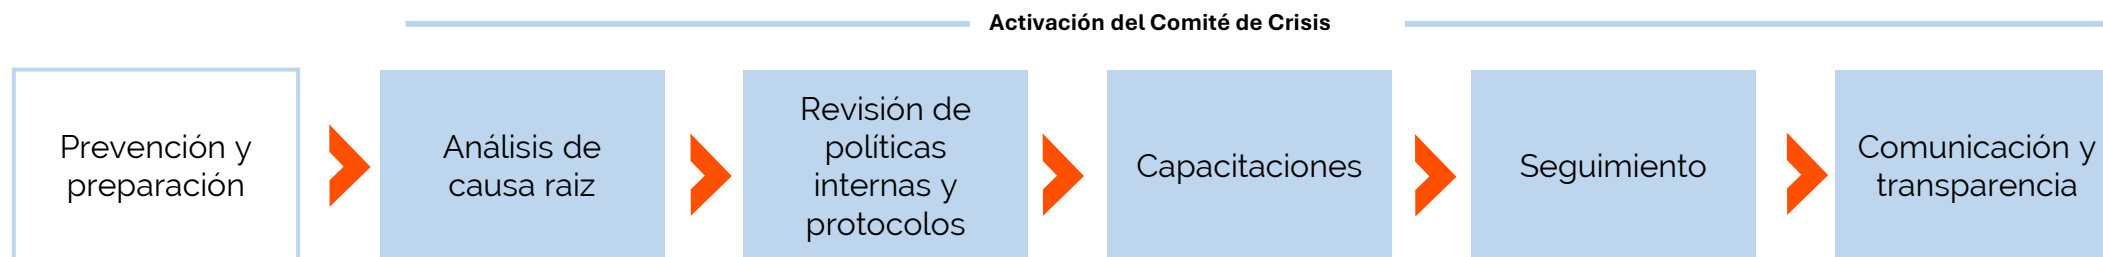 Activación del Comité de Crisis
Prevención y
preparación
Análisis de
causa raiz
Revisión de
políticas
internas y
protocolos
Capacitaciones
Seguimiento
Comunicación y
transparencia